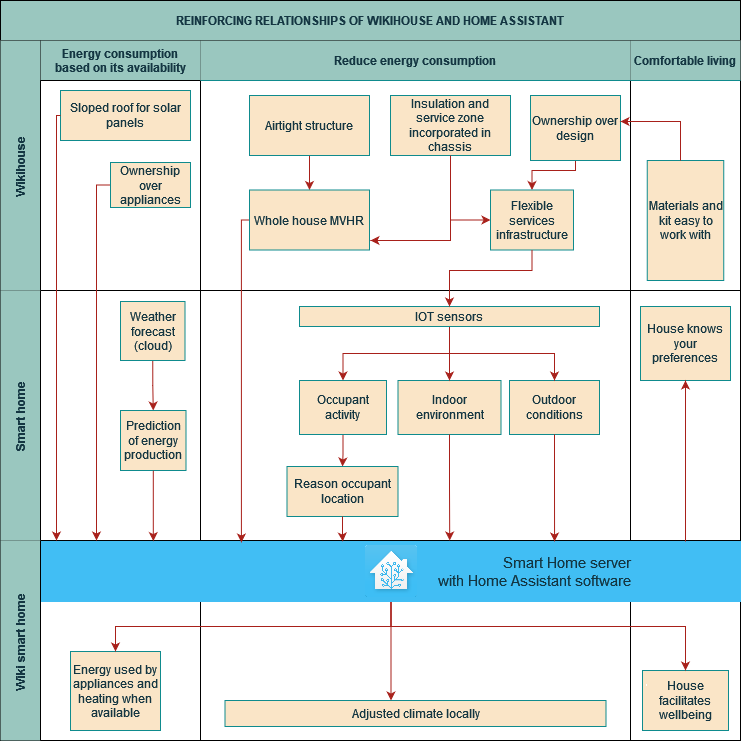 REINFORCING RELATIONSHIPS OF WIKIHOUSE AND HOME ASSISTANT
Energy consumption
based on its availability
Reduce energy consumption
Comfortable living
Wikihouse
Sloped roof for solar
panels
Ownership
over
appliances
Airtight structure
Insulation and
service zone
incorporated in
chassis
Ownership over
design
Whole house MVHR
Flexible
services
infrastructure
Materials and
kit easy to
work with
Smart home
Weather
forecast
(cloud)
Prediction
of energy
production
IOT sensors
Occupant
activity
Indoor
environment
Outdoor
conditions
Reason occupant
location
House knows
your
preferences
Wiki smart home
Smart Home server
with Home Assistant software
Energy used by
appliances and
heating when
available
Adjusted climate locally
House
facilitates
wellbeing